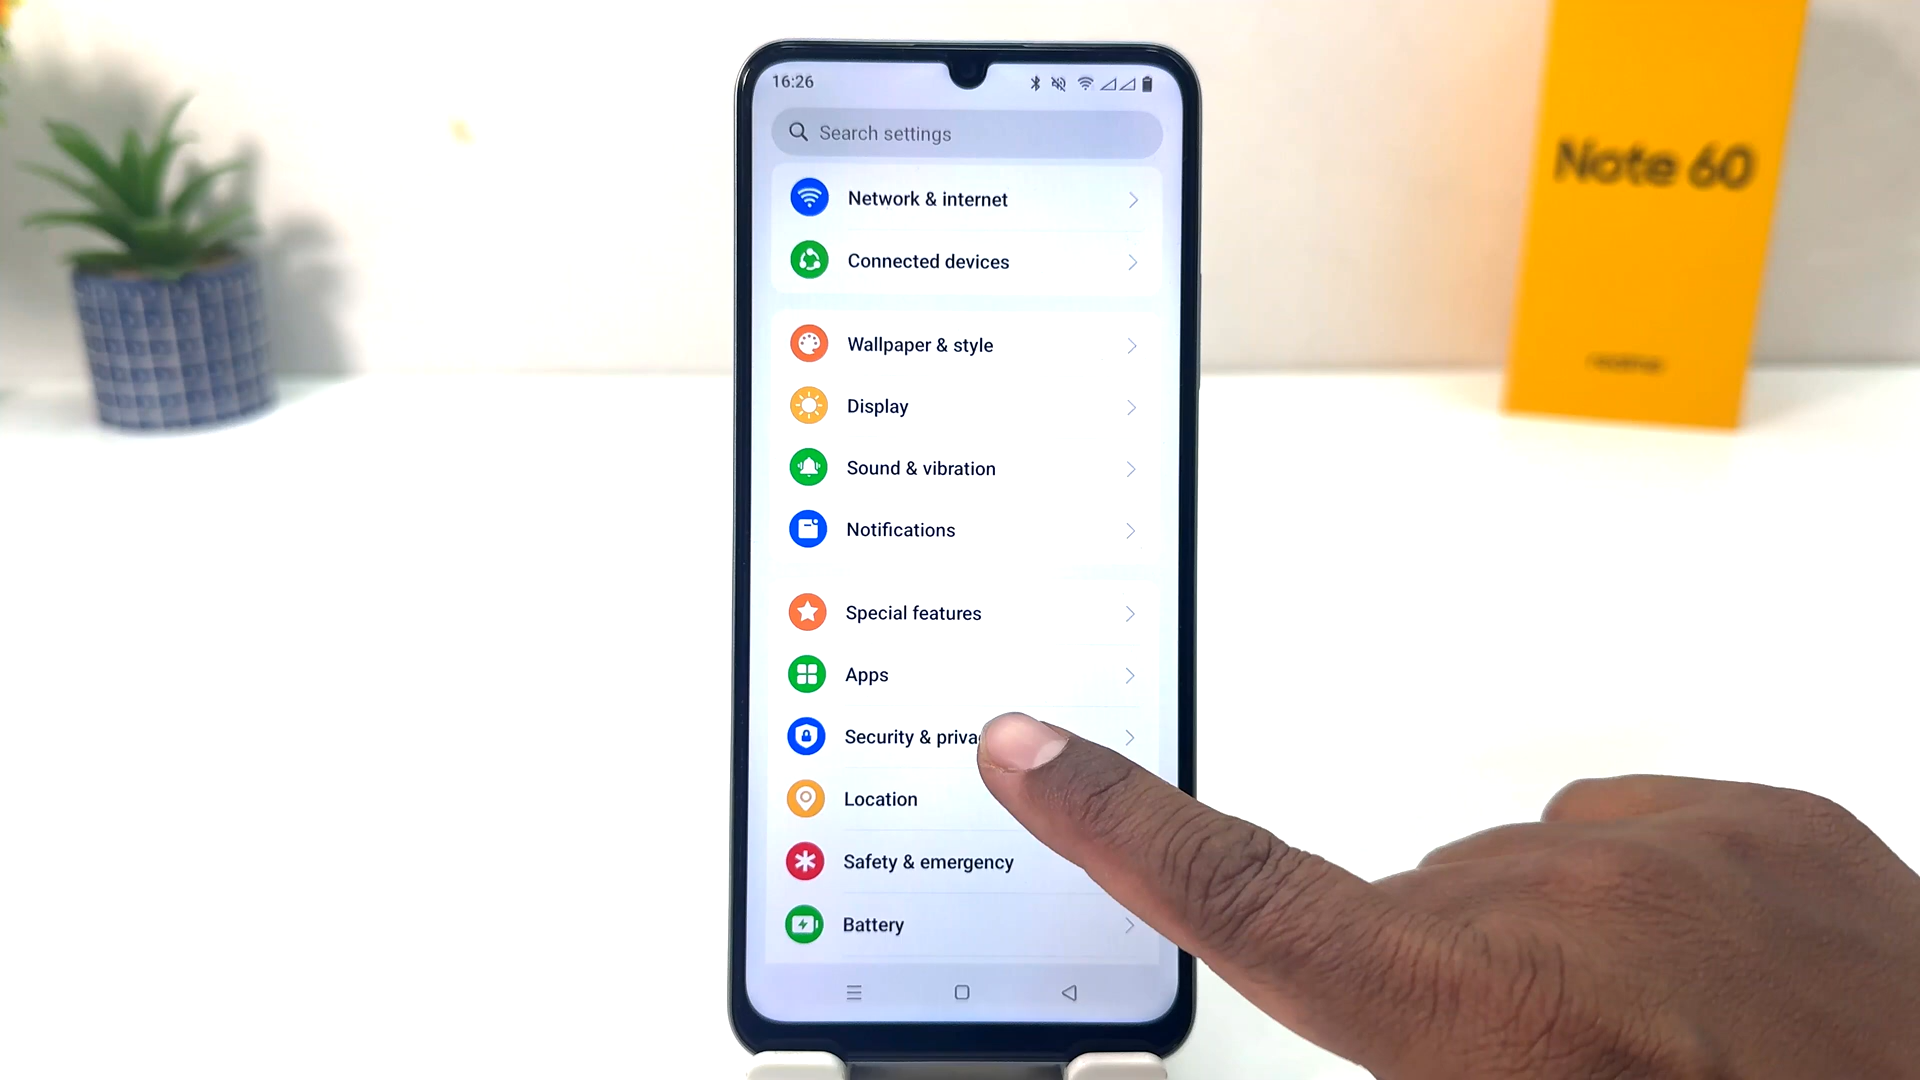 16:26
Search settings
Network & internet
Connected devices
Wallpaper & style
Display
Sound & vibration
Notifications
Special features
Apps
Security & priva
Location
Safety & emergency
Battery
Note 60
realme